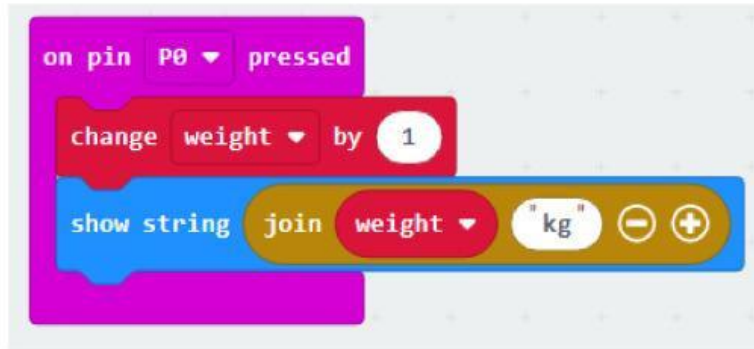 on pin P0 pressed
change weight by 1
show string join weight "kg"